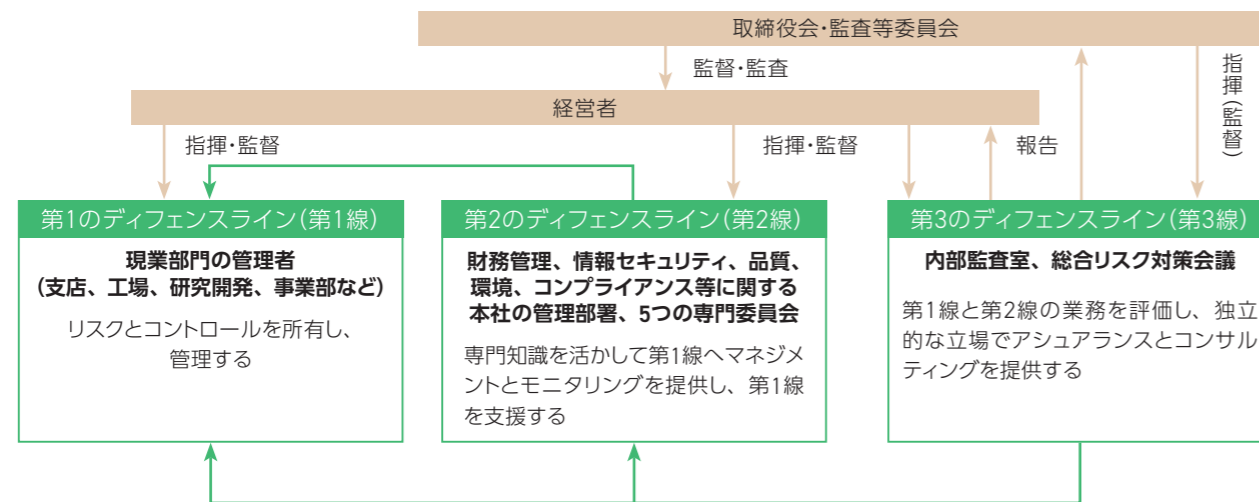 取締役会・監査等委員会
監督・監査
指揮(監督)
経営者
指揮・監督
指揮・監督
報告
第1のディフェンスライン(第1線)
現業部門の管理者
(支店、工場、研究開発、事業部など)
リスクとコントロールを所有し、
管理する
第2のディフェンスライン(第2線)
財務管理、情報セキュリティ、品質、
環境、コンプライアンス等に関する
本社の管理部署、5つの専門委員会
専門知識を活かして第1線へマネジメ
ントとモニタリングを提供し、第1線
を支援する
第3のディフェンスライン(第3線)
内部監査室、総合リスク対策会議
第1線と第2線の業務を評価し、独立
的な立場でアシュアランスとコンサル
ティングを提供する